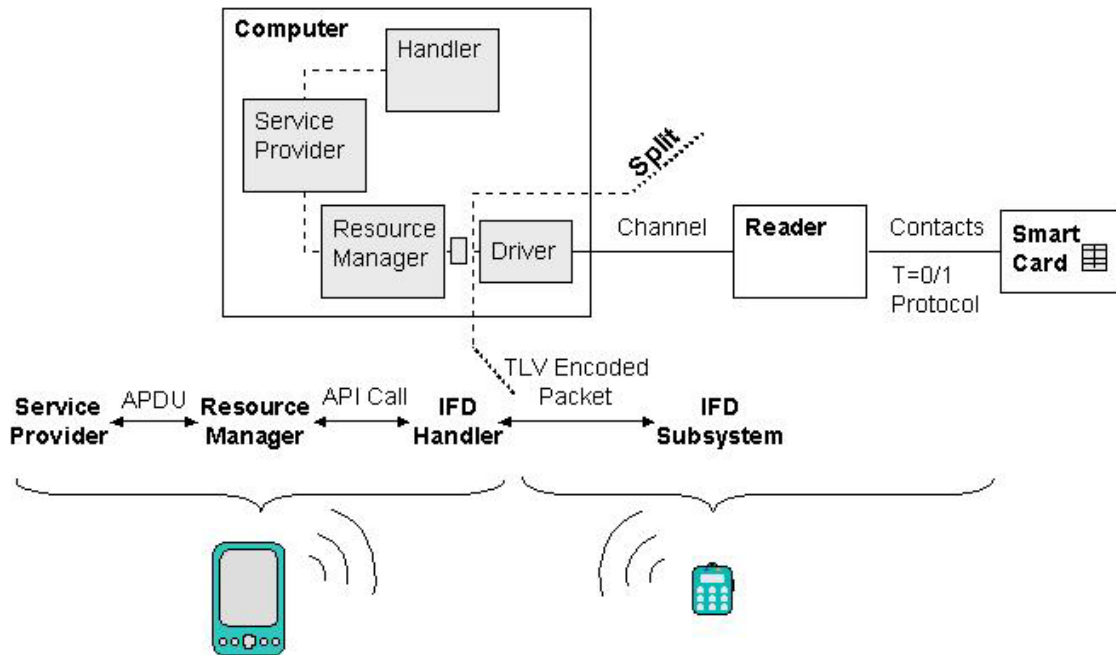 Computer
Handler
Service
Provider
Split
Resource
Manager
Driver
Channel
Reader
Contacts
T=0/1
Protocol
Smart
Card
TLV Encoded
Packet
Service
Provider
APDU
Resource
Manager
API Call
IFD
Handler
IFD
Subsystem